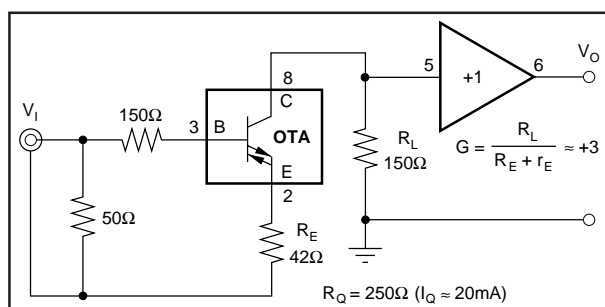 8
5
6
V_O
+1
C
V_I
150Ω
3
B
OTA
R_L
150Ω
G = R_L / (R_E + r_E) ≈ +3
E
2
50Ω
R_E
42Ω
R_Q = 250Ω (I_Q ≈ 20mA)